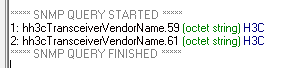 ***** SNMP QUERY STARTED *****
1: hh3cTransceiverVendorName.59 (octet string) H3C
2: hh3cTransceiverVendorName.61 (octet string) H3C
***** SNMP QUERY FINISHED *****